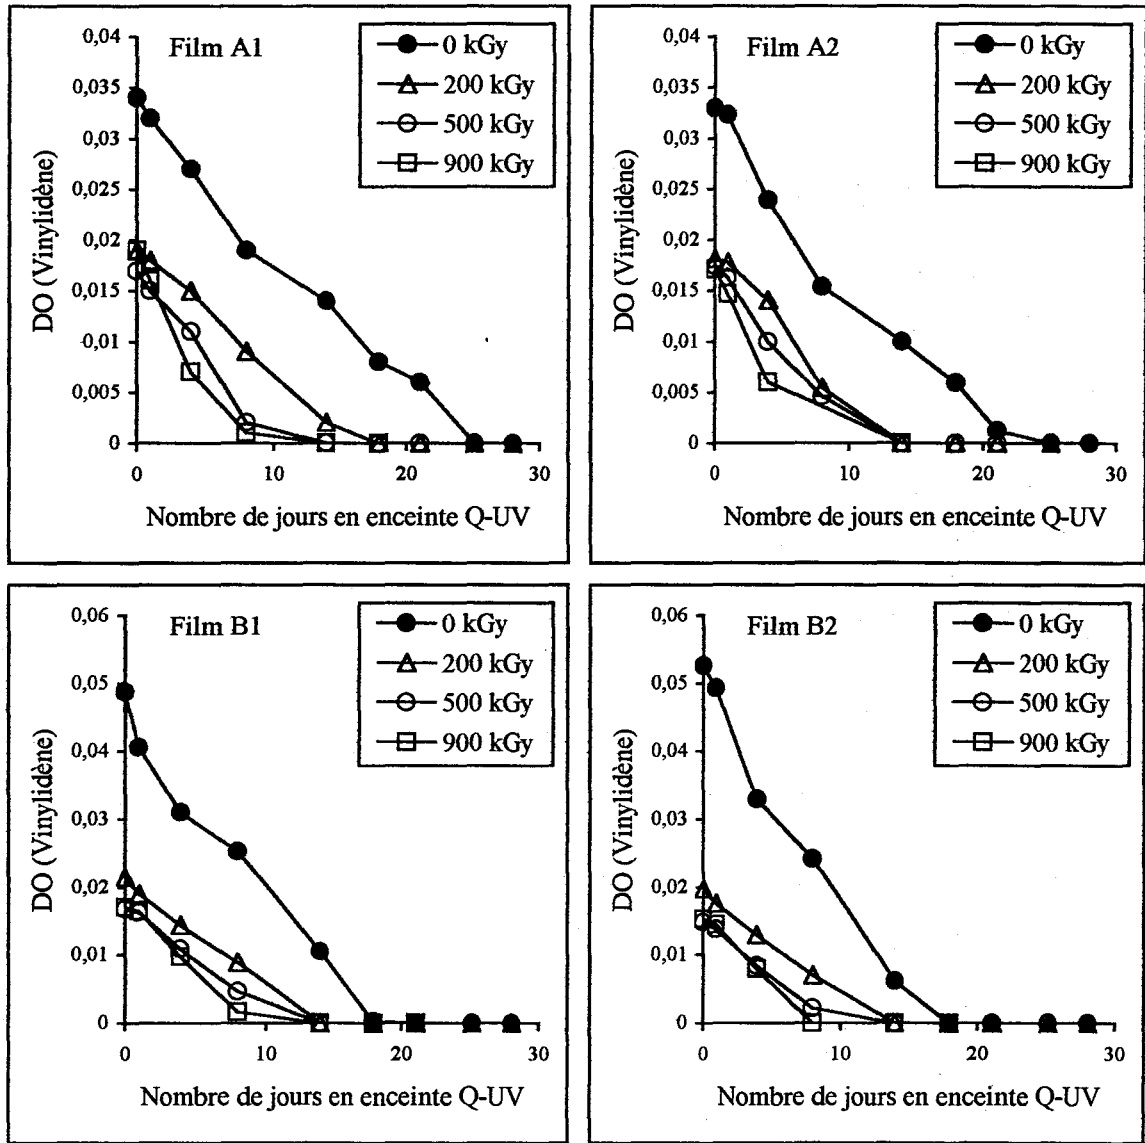 Film A1
0 kGy
200 kGy
500 kGy
900 kGy
DO (Vinylidène)
0,04
0,035
0,03
0,025
0,02
0,015
0,01
0,005
0
0 10 20 30
Nombre de jours en enceinte Q-UV
Film A2
0 kGy
200 kGy
500 kGy
900 kGy
DO (Vinylidène)
0,04
0,035
0,03
0,025
0,02
0,015
0,01
0,005
0
0 10 20 30
Nombre de jours en enceinte Q-UV
Film B1
0 kGy
200 kGy
500 kGy
900 kGy
DO (Vinylidène)
0,06
0,05
0,04
0,03
0,02
0,01
0
0 10 20 30
Nombre de jours en enceinte Q-UV
Film B2
0 kGy
200 kGy
500 kGy
900 kGy
DO (Vinylidène)
0,06
0,05
0,04
0,03
0,02
0,01
0
0 10 20 30
Nombre de jours en enceinte Q-UV